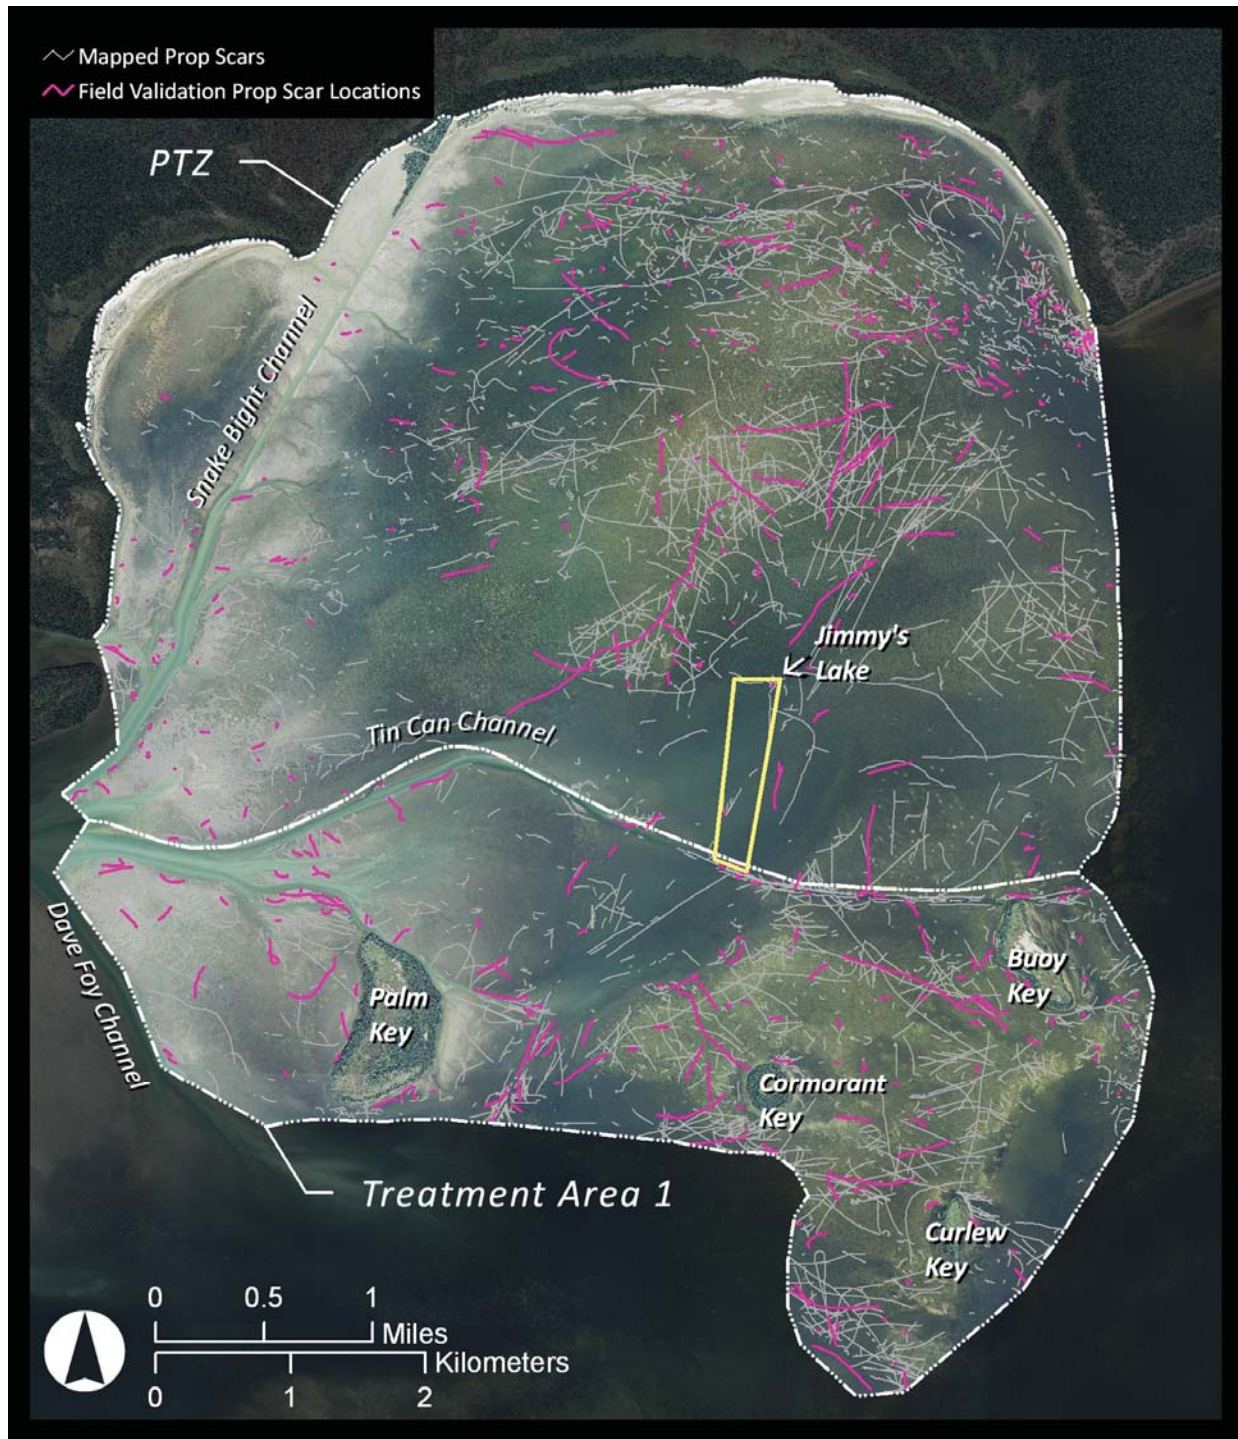 Mapped Prop Scars
Field Validation Prop Scar Locations
PTZ
Snake Bight Channel
Jimmy's
Lake
Tin Can Channel
Dave Foy Channel
Palm
Key
Buoy
Key
Cormorant
Key
Treatment Area 1
Curlew
Key
0 0.5 1
Miles
Kilometers
0 1 2